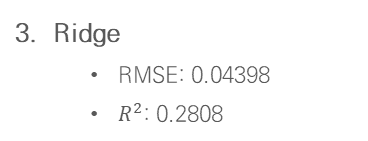 3. Ridge
• RMSE: 0.04398
• R²: 0.2808